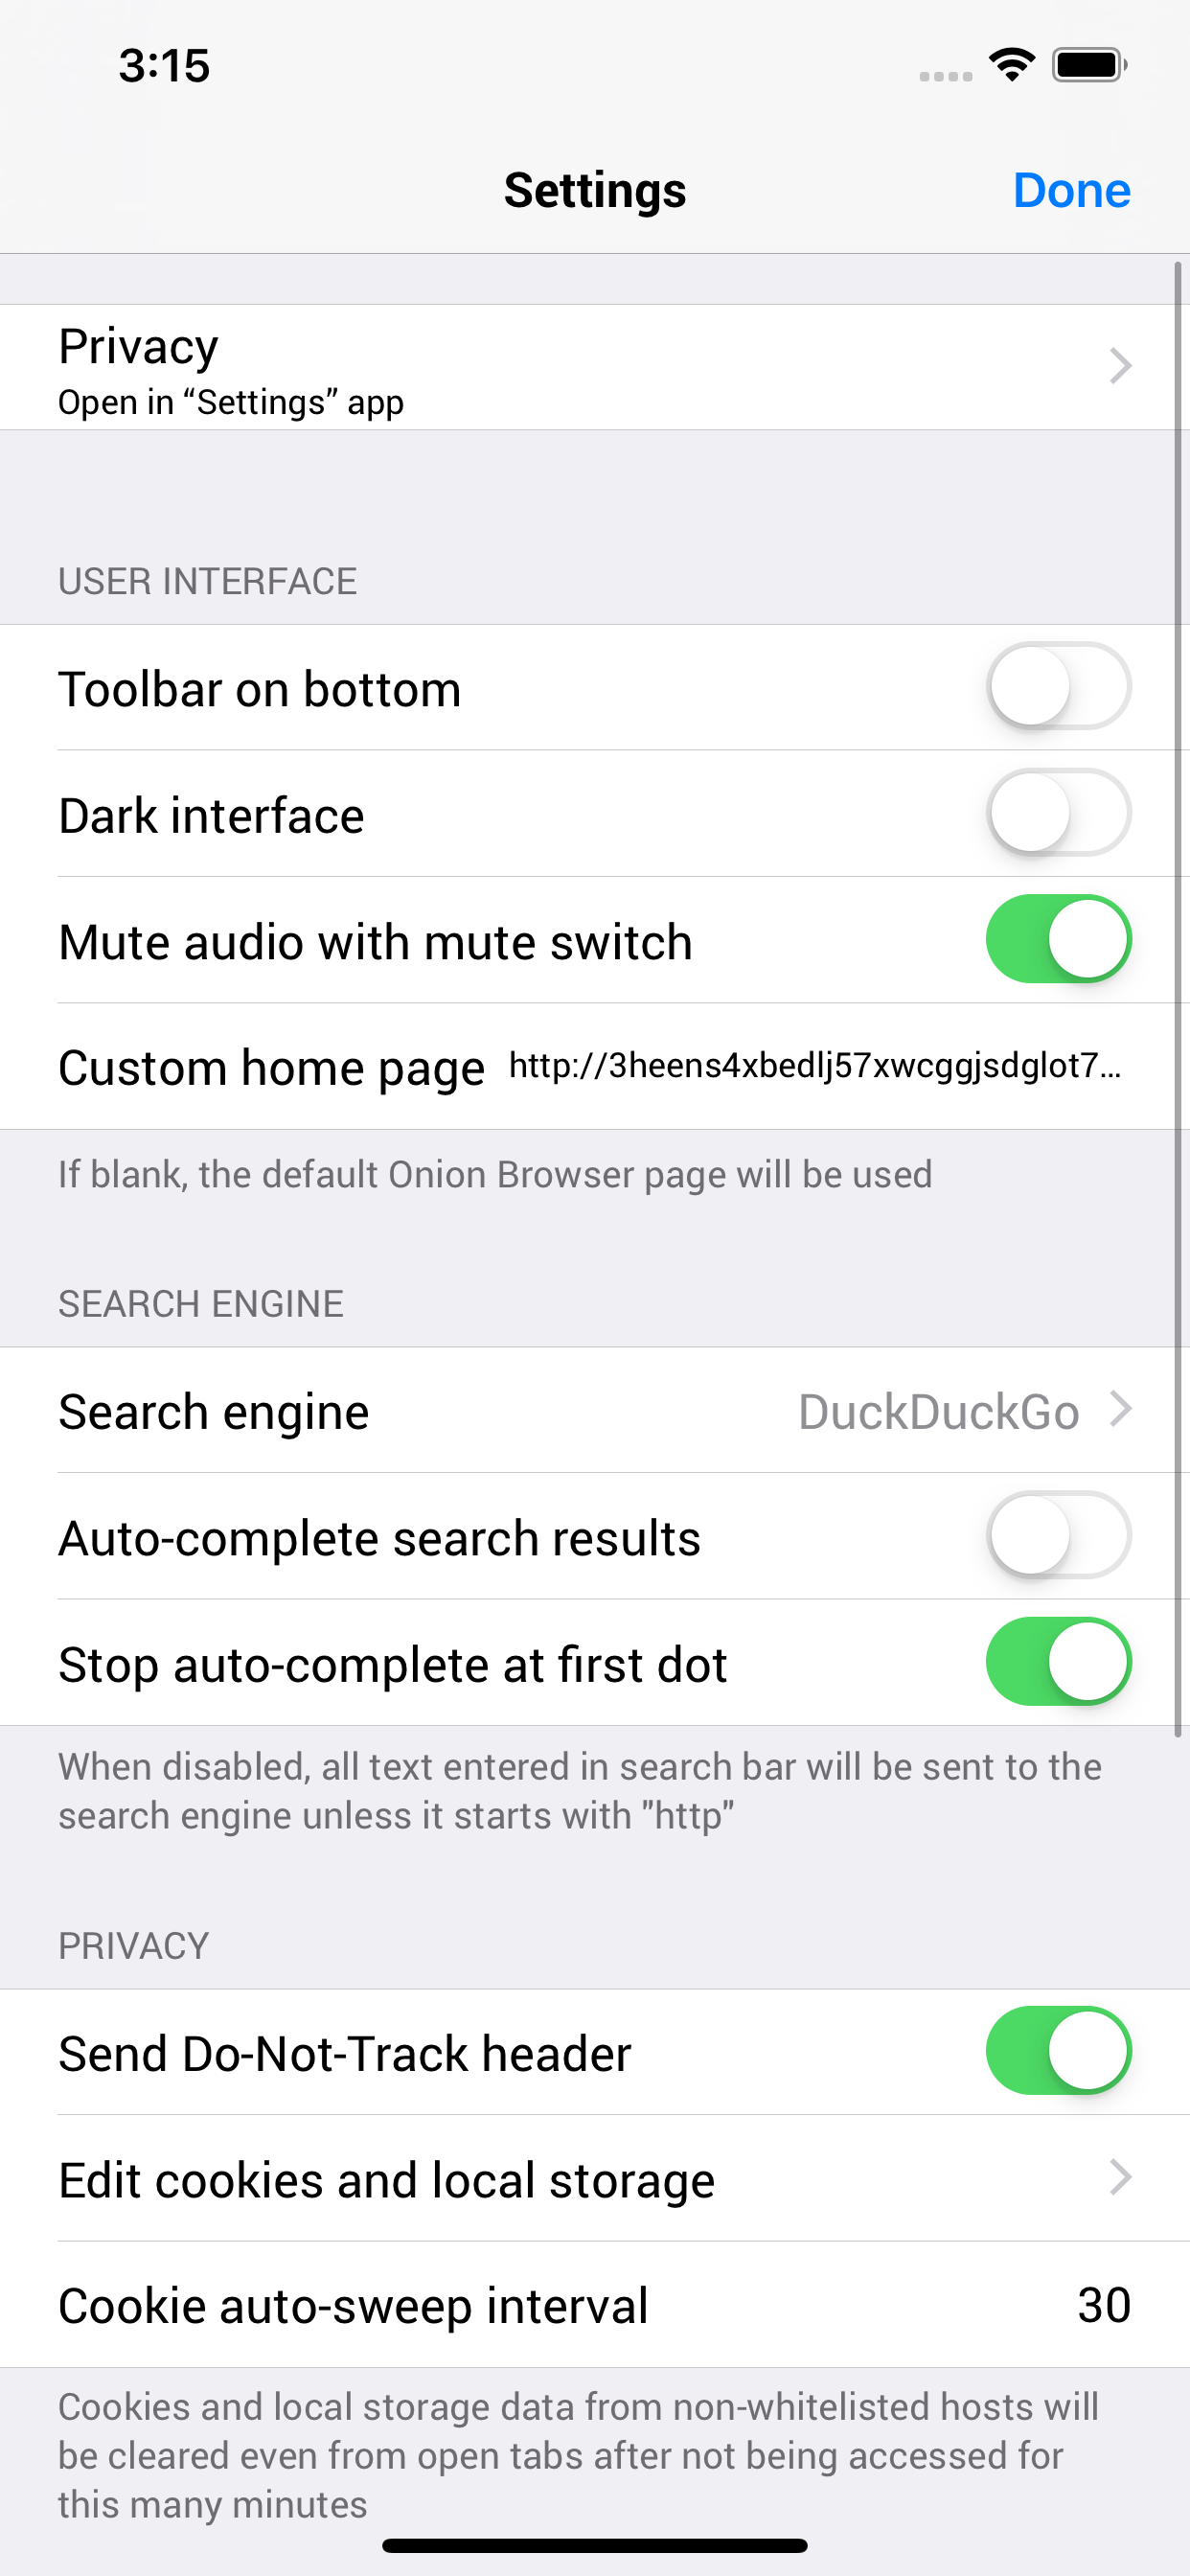 3:15
Settings
Done
Privacy
Open in “Settings” app
USER INTERFACE
Toolbar on bottom
Dark interface
Mute audio with mute switch
Custom home page http://3heens4xbedlj57xwcggjsdglot7...
If blank, the default Onion Browser page will be used
SEARCH ENGINE
Search engine DuckDuckGo
Auto-complete search results
Stop auto-complete at first dot
When disabled, all text entered in search bar will be sent to the
search engine unless it starts with "http"
PRIVACY
Send Do-Not-Track header
Edit cookies and local storage
Cookie auto-sweep interval 30
Cookies and local storage data from non-whitelisted hosts will
be cleared even from open tabs after not being accessed for
this many minutes